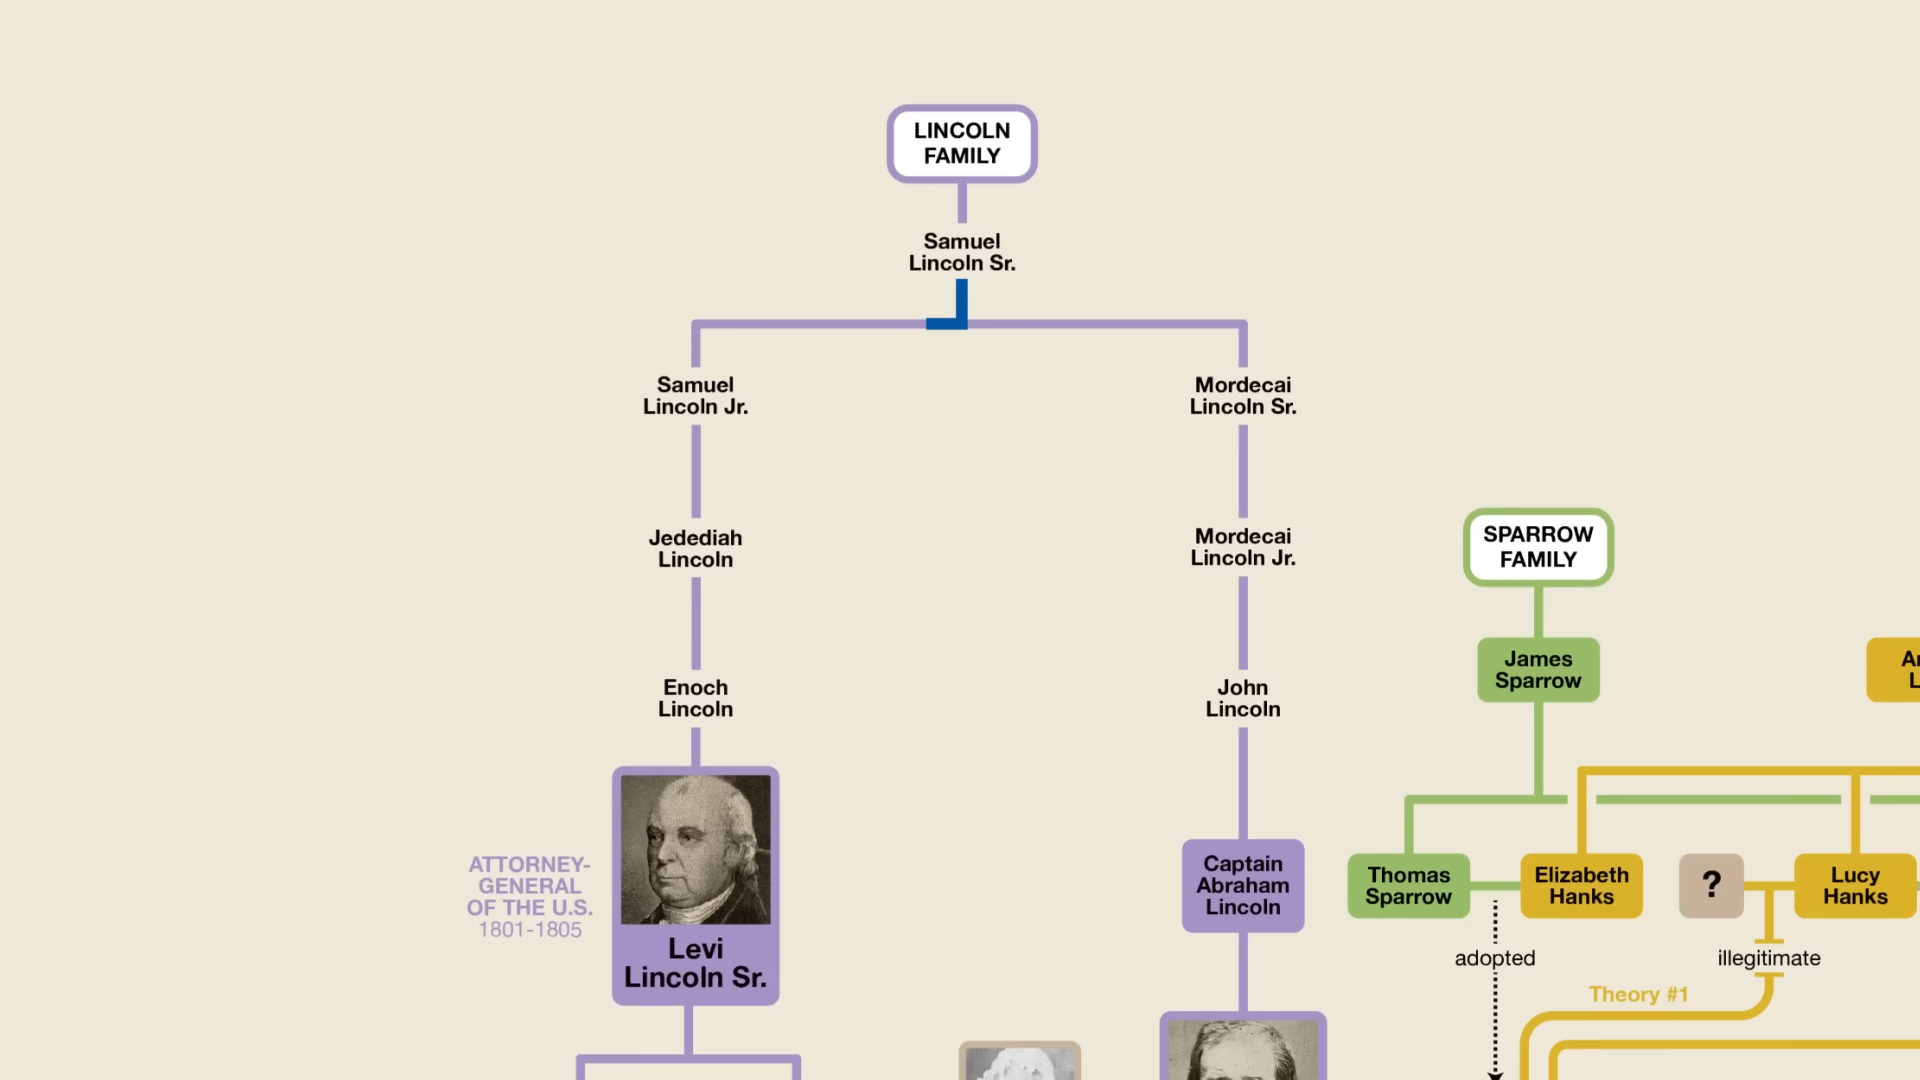 LINCOLN
FAMILY
Samuel
Lincoln Sr.
Samuel
Lincoln Jr.
Mordecai
Lincoln Sr.
Jedediah
Lincoln
Mordecai
Lincoln Jr.
SPARROW
FAMILY
James
Sparrow
Enoch
Lincoln
John
Lincoln
ATTORNEY-
GENERAL
OF THE U.S.
1801-1805
Levi
Lincoln Sr.
Captain
Abraham
Lincoln
Thomas
Sparrow
Elizabeth
Hanks
?
Lucy
Hanks
adopted
illegitimate
Theory #1